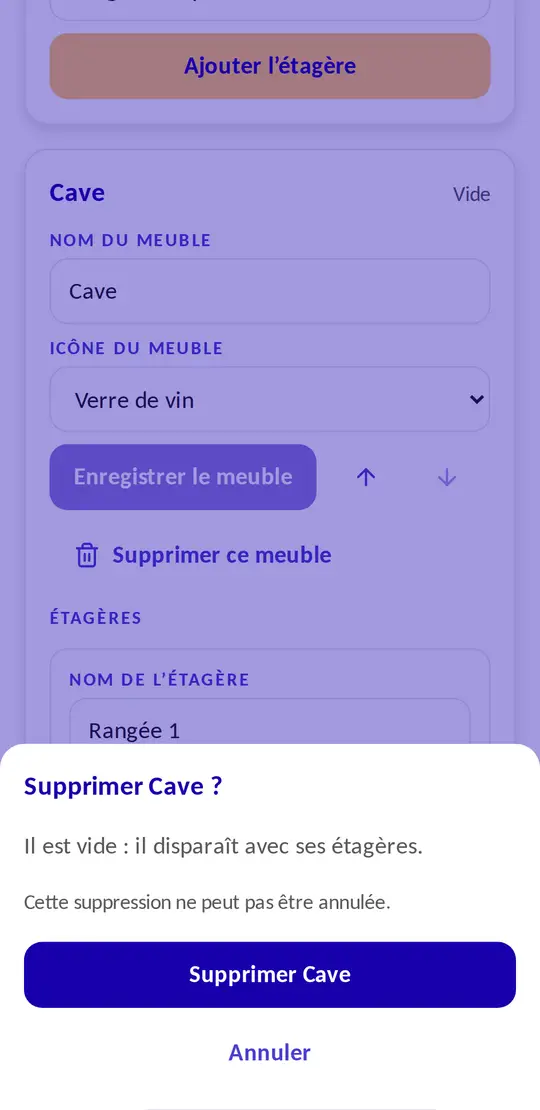 Ajouter l’étagère
Cave
Vide
NOM DU MEUBLE
Cave
ICÔNE DU MEUBLE
Verre de vin
Enregistrer le meuble
Supprimer ce meuble
ÉTAGÈRES
NOM DE L’ÉTAGÈRE
Rangée 1
Supprimer Cave ?
Il est vide : il disparaît avec ses étagères.
Cette suppression ne peut pas être annulée.
Supprimer Cave
Annuler